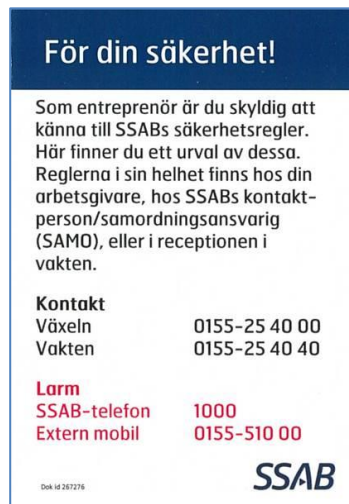 För din säkerhet!
Som entreprenör är du skyldig att
känna till SSABs säkerhetsregler.
Här finner du ett urval av dessa.
Reglerna i sin helhet finns hos din
arbetsgivare, hos SSABs kontakt-
person/samordningsansvarig
(SAMO), eller i receptionen i
vakten.
Kontakt
Växeln 0155-25 40 00
Vakten 0155-25 40 40
Larm
SSAB-telefon 1000
Extern mobil 0155-510 00
Dok id 267276
SSAB